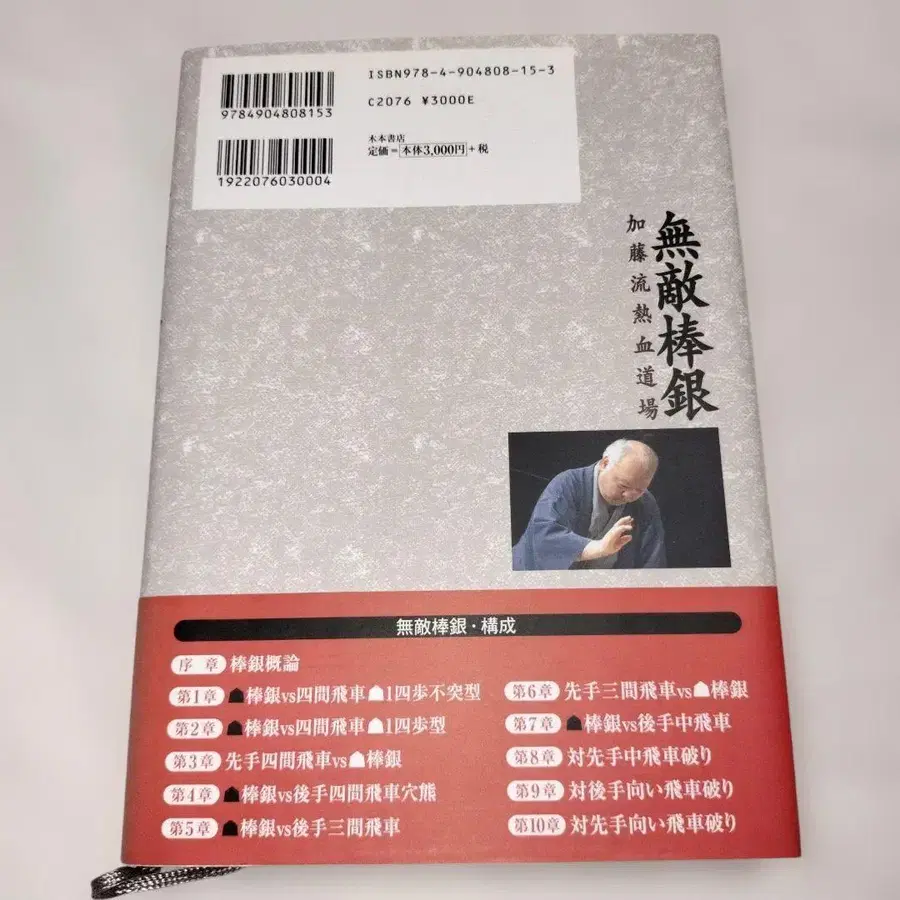 ISBN978-4-904808-15-3
C2076 ¥3000E
9784904808153
木本書店
定価=本体3,000円+税
1922076030004
無敵棒銀
加藤流熱血道場
無敵棒銀・構成
序章 棒銀概論
第1章 ☗棒銀vs四間飛車☖1四歩不突型
第2章 ☗棒銀vs四間飛車☖1四歩型
第3章 先手四間飛車vs☖棒銀
第4章 ☗棒銀vs後手四間飛車穴熊
第5章 ☗棒銀vs後手三間飛車
第6章 先手三間飛車vs☖棒銀
第7章 ☗棒銀vs後手中飛車
第8章 対先手中飛車破り
第9章 対後手向い飛車破り
第10章 対先手向い飛車破り